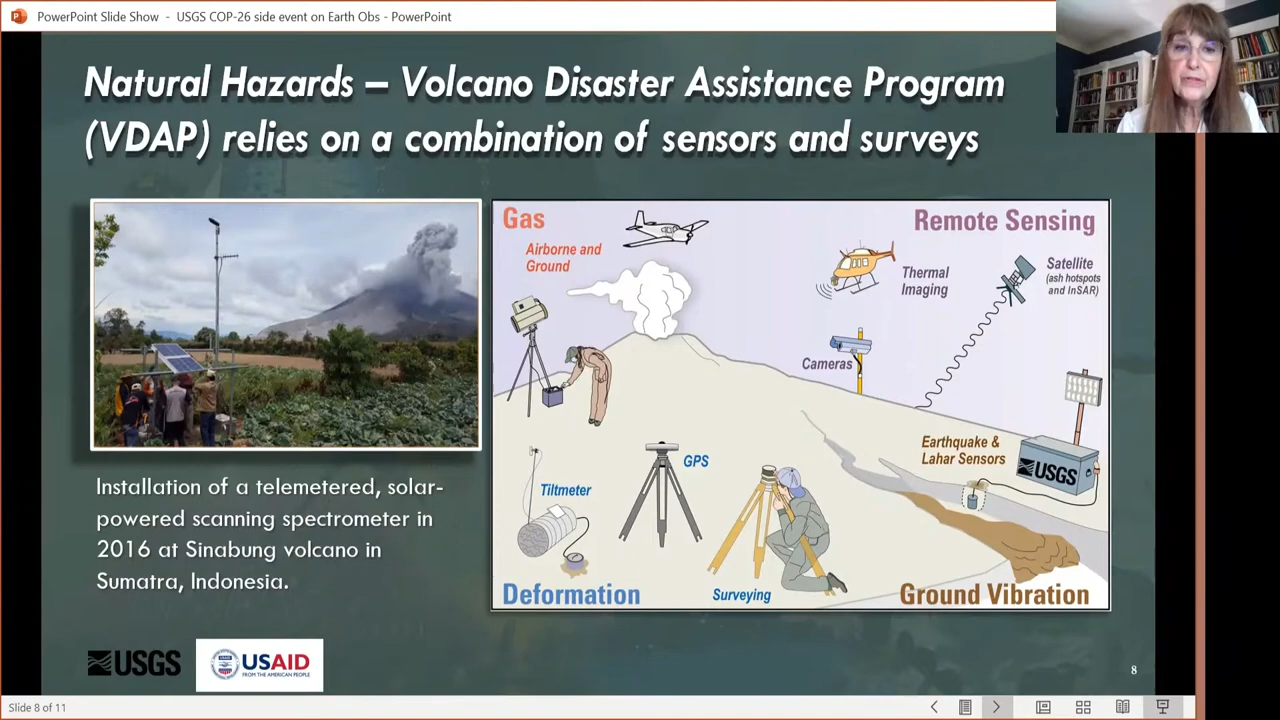 PowerPoint Slide Show - USGS COP-26 side event on Earth Obs - PowerPoint
Natural Hazards – Volcano Disaster Assistance Program
(VDAP) relies on a combination of sensors and surveys
Gas
Airborne and
Ground
Remote Sensing
Thermal
Imaging
Satellite
(ash hotspots
and InSAR)
Cameras
Earthquake &
Lahar Sensors
USGS
GPS
Tiltmeter
Deformation
Surveying
Ground Vibration
Installation of a telemetered, solar-
powered scanning spectrometer in
2016 at Sinabung volcano in
Sumatra, Indonesia.
USGS
USAID
FROM THE AMERICAN PEOPLE
8
Slide 8 of 11